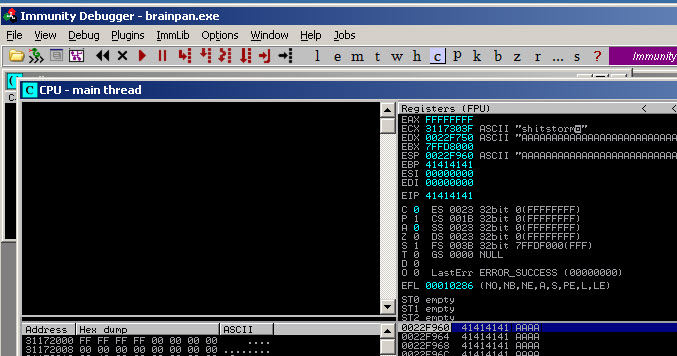 Immunity Debugger - brainpan.exe
File View Debug Plugins ImmLib Options Window Help Jobs
l e m t w h c p k b z r ... s ? Immunity
C CPU - main thread
Registers (FPU) < <
EAX FFFFFFFF
ECX 3117303F ASCII "shitstorm"
EDX 0022F750 ASCII "AAAAAAAAAAAAAAAAAAAAAAAAAA
EBX 7FFD8000
ESP 0022F960 ASCII "AAAAAAAAAAAAAAAAAAAAAAAAAA
EBP 41414141
ESI 00000000
EDI 00000000
EIP 41414141
C 0 ES 0023 32bit 0(FFFFFFFF)
P 1 CS 001B 32bit 0(FFFFFFFF)
A 0 SS 0023 32bit 0(FFFFFFFF)
Z 0 DS 0023 32bit 0(FFFFFFFF)
S 1 FS 003B 32bit 7FFDF000(FFF)
T 0 GS 0000 NULL
D 0
O 0 LastErr ERROR_SUCCESS (00000000)
EFL 00010286 (NO,NB,NE,A,S,PE,L,LE)
ST0 empty
ST1 empty
ST2 empty
Address Hex dump ASCII
31172000 FF FF FF FF 00 00 00 00 ....
31172008 00 00 00 00 00 00 00 00 ........
0022F960 41414141 AAAA
0022F964 41414141 AAAA
0022F968 41414141 AAAA
0022F96C 41414141 AAAA